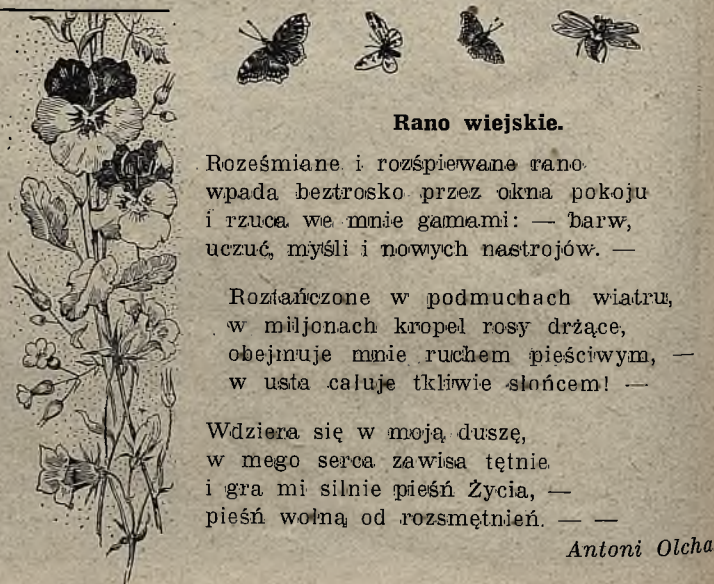 Rano wiejskie.
Roześmiane i rozśpiewane rano
wpada beztrosko przez okna pokoju
i rzuca we mnie gamami: — barw,
uczuć, myśli i nowych nastrojów. —
Roztańczone w podmuchach wiatru,
w miljonach kropel rosy drżące,
obejmuje mnie ruchem pieściwym, —
w usta całuje tkliwie słońcem! —
Wdziera się w moją duszę,
w mego serca zawisa tętnie
i gra mi silnie pieśń Życia, —
pieśń wolną od rozsmętnień. — —
Antoni Olcha